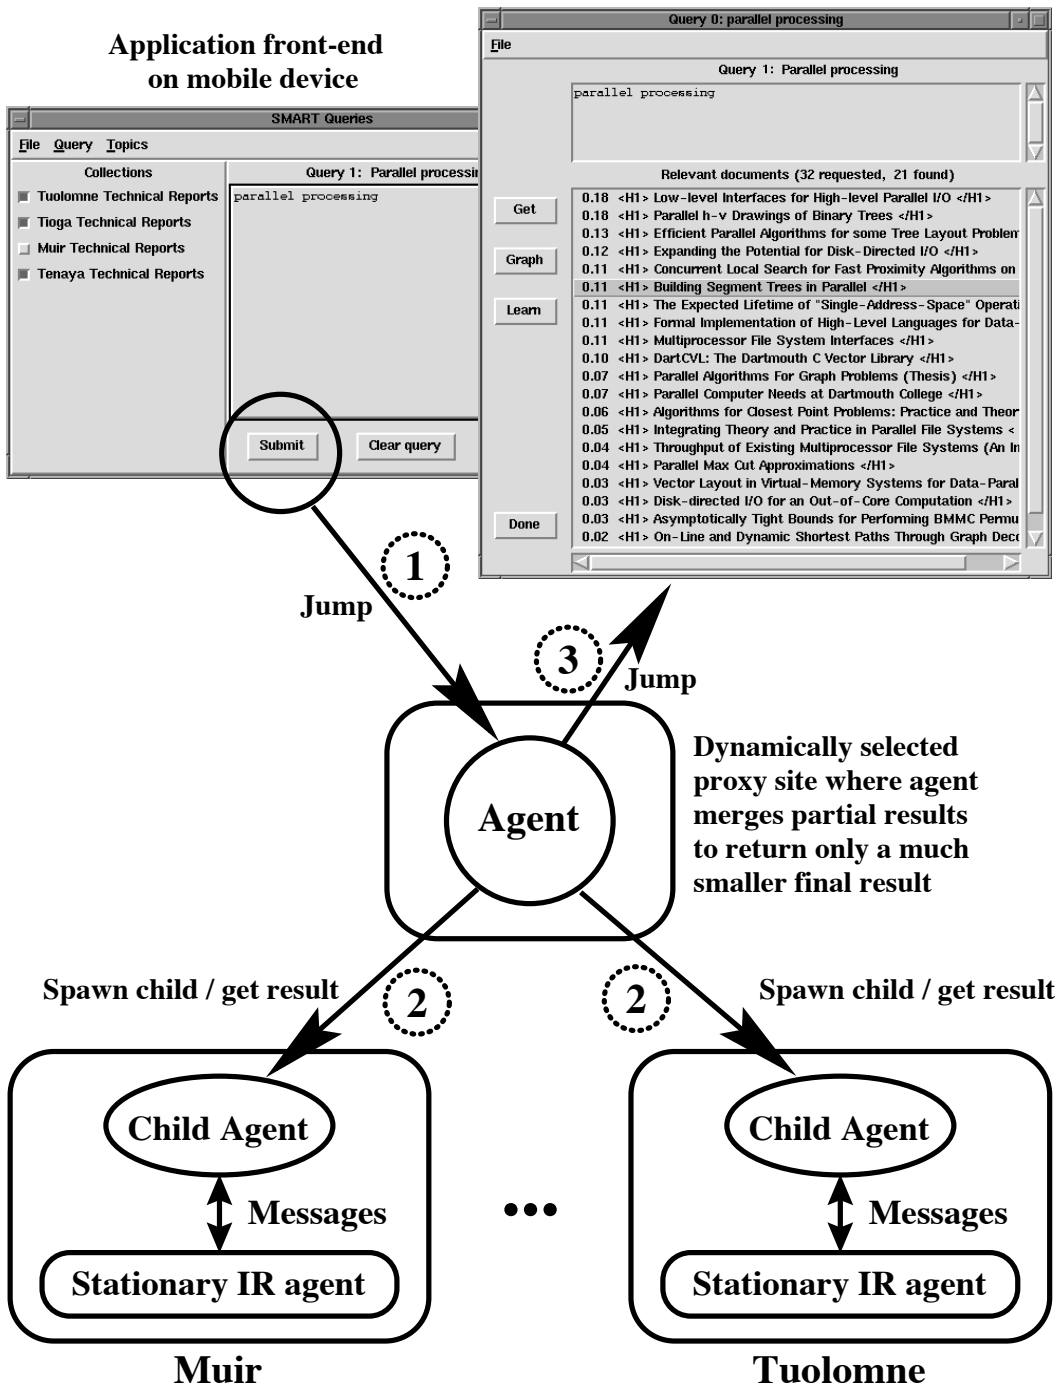 Application front-end
on mobile device
SMART Queries
File Query Topics
Collections
Tuolomne Technical Reports
Tioga Technical Reports
Muir Technical Reports
Tenaya Technical Reports
Query 1: Parallel processin
parallel processing
Submit
Clear query
Query 0: parallel processing
File
Query 1: Parallel processing
parallel processing
Relevant documents (32 requested, 21 found)
Get
Graph
Learn
Done
0.18 <H1> Low-level Interfaces for High-level Parallel I/O </H1>
0.18 <H1> Parallel h-v Drawings of Binary Trees </H1>
0.13 <H1> Efficient Parallel Algorithms for some Tree Layout Problem
0.12 <H1> Expanding the Potential for Disk-Directed I/O </H1>
0.11 <H1> Concurrent Local Search for Fast Proximity Algorithms on
0.11 <H1> Building Segment Trees in Parallel </H1>
0.11 <H1> The Expected Lifetime of "Single-Address-Space" Operati
0.11 <H1> Formal Implementation of High-Level Languages for Data-
0.11 <H1> Multiprocessor File System Interfaces </H1>
0.10 <H1> DartCVL: The Dartmouth C Vector Library </H1>
0.07 <H1> Parallel Algorithms For Graph Problems (Thesis) </H1>
0.07 <H1> Parallel Computer Needs at Dartmouth College </H1>
0.06 <H1> Algorithms for Closest Point Problems: Practice and Theor
0.05 <H1> Integrating Theory and Practice in Parallel File Systems <
0.04 <H1> Throughput of Existing Multiprocessor File Systems (An In
0.04 <H1> Parallel Max Cut Approximations </H1>
0.03 <H1> Vector Layout in Virtual-Memory Systems for Data-Paral
0.03 <H1> Disk-directed I/O for an Out-of-Core Computation </H1>
0.03 <H1> Asymptotically Tight Bounds for Performing BMMC Permu
0.02 <H1> On-Line and Dynamic Shortest Paths Through Graph Deco
1
Jump
3
Jump
Agent
Dynamically selected
proxy site where agent
merges partial results
to return only a much
smaller final result
Spawn child / get result
2
2
Spawn child / get result
Child Agent
Messages
Stationary IR agent
Muir
...
Child Agent
Messages
Stationary IR agent
Tuolomne